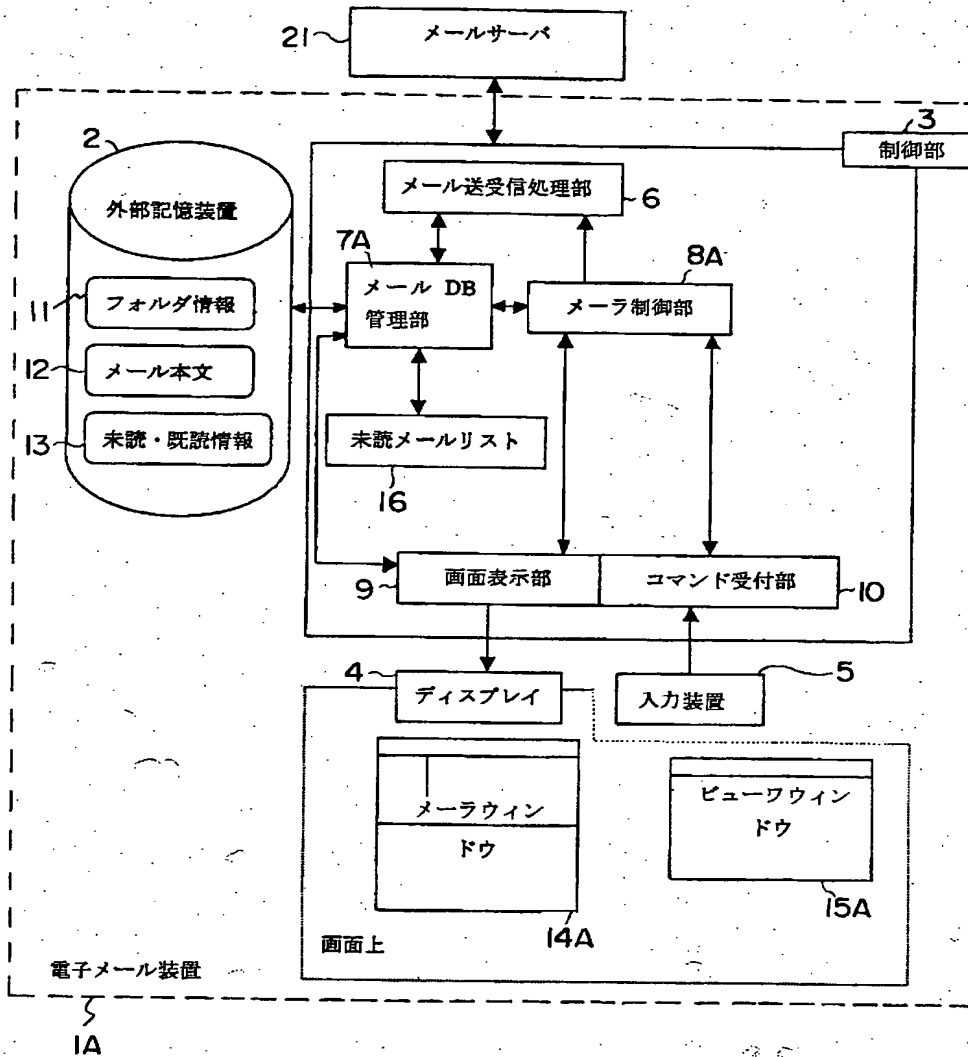 21
メールサーバ
3
制御部
2
外部記憶装置
11
フォルダ情報
12
メール本文
13
未読・既読情報
メール送受信処理部
6
7A
メール DB
管理部
8A
メーラ制御部
未読メールリスト
16
9
画面表示部
コマンド受付部
10
4
ディスプレイ
5
入力装置
メーラウィン
ドウ
14A
ビューワウィン
ドウ
15A
画面上
電子メール装置
1A